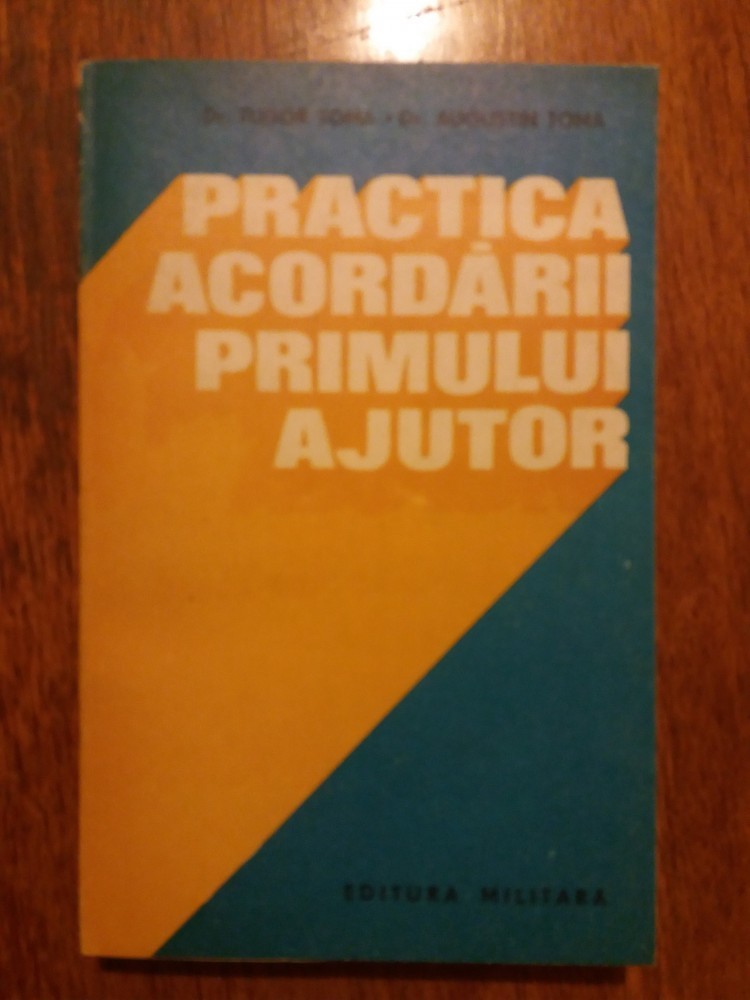 Dr. TUDOR TOMA • Dr. AUGUSTIN TOMA
PRACTICA
ACORDĂRII
PRIMULUI
AJUTOR
EDITURA MILITARĂ